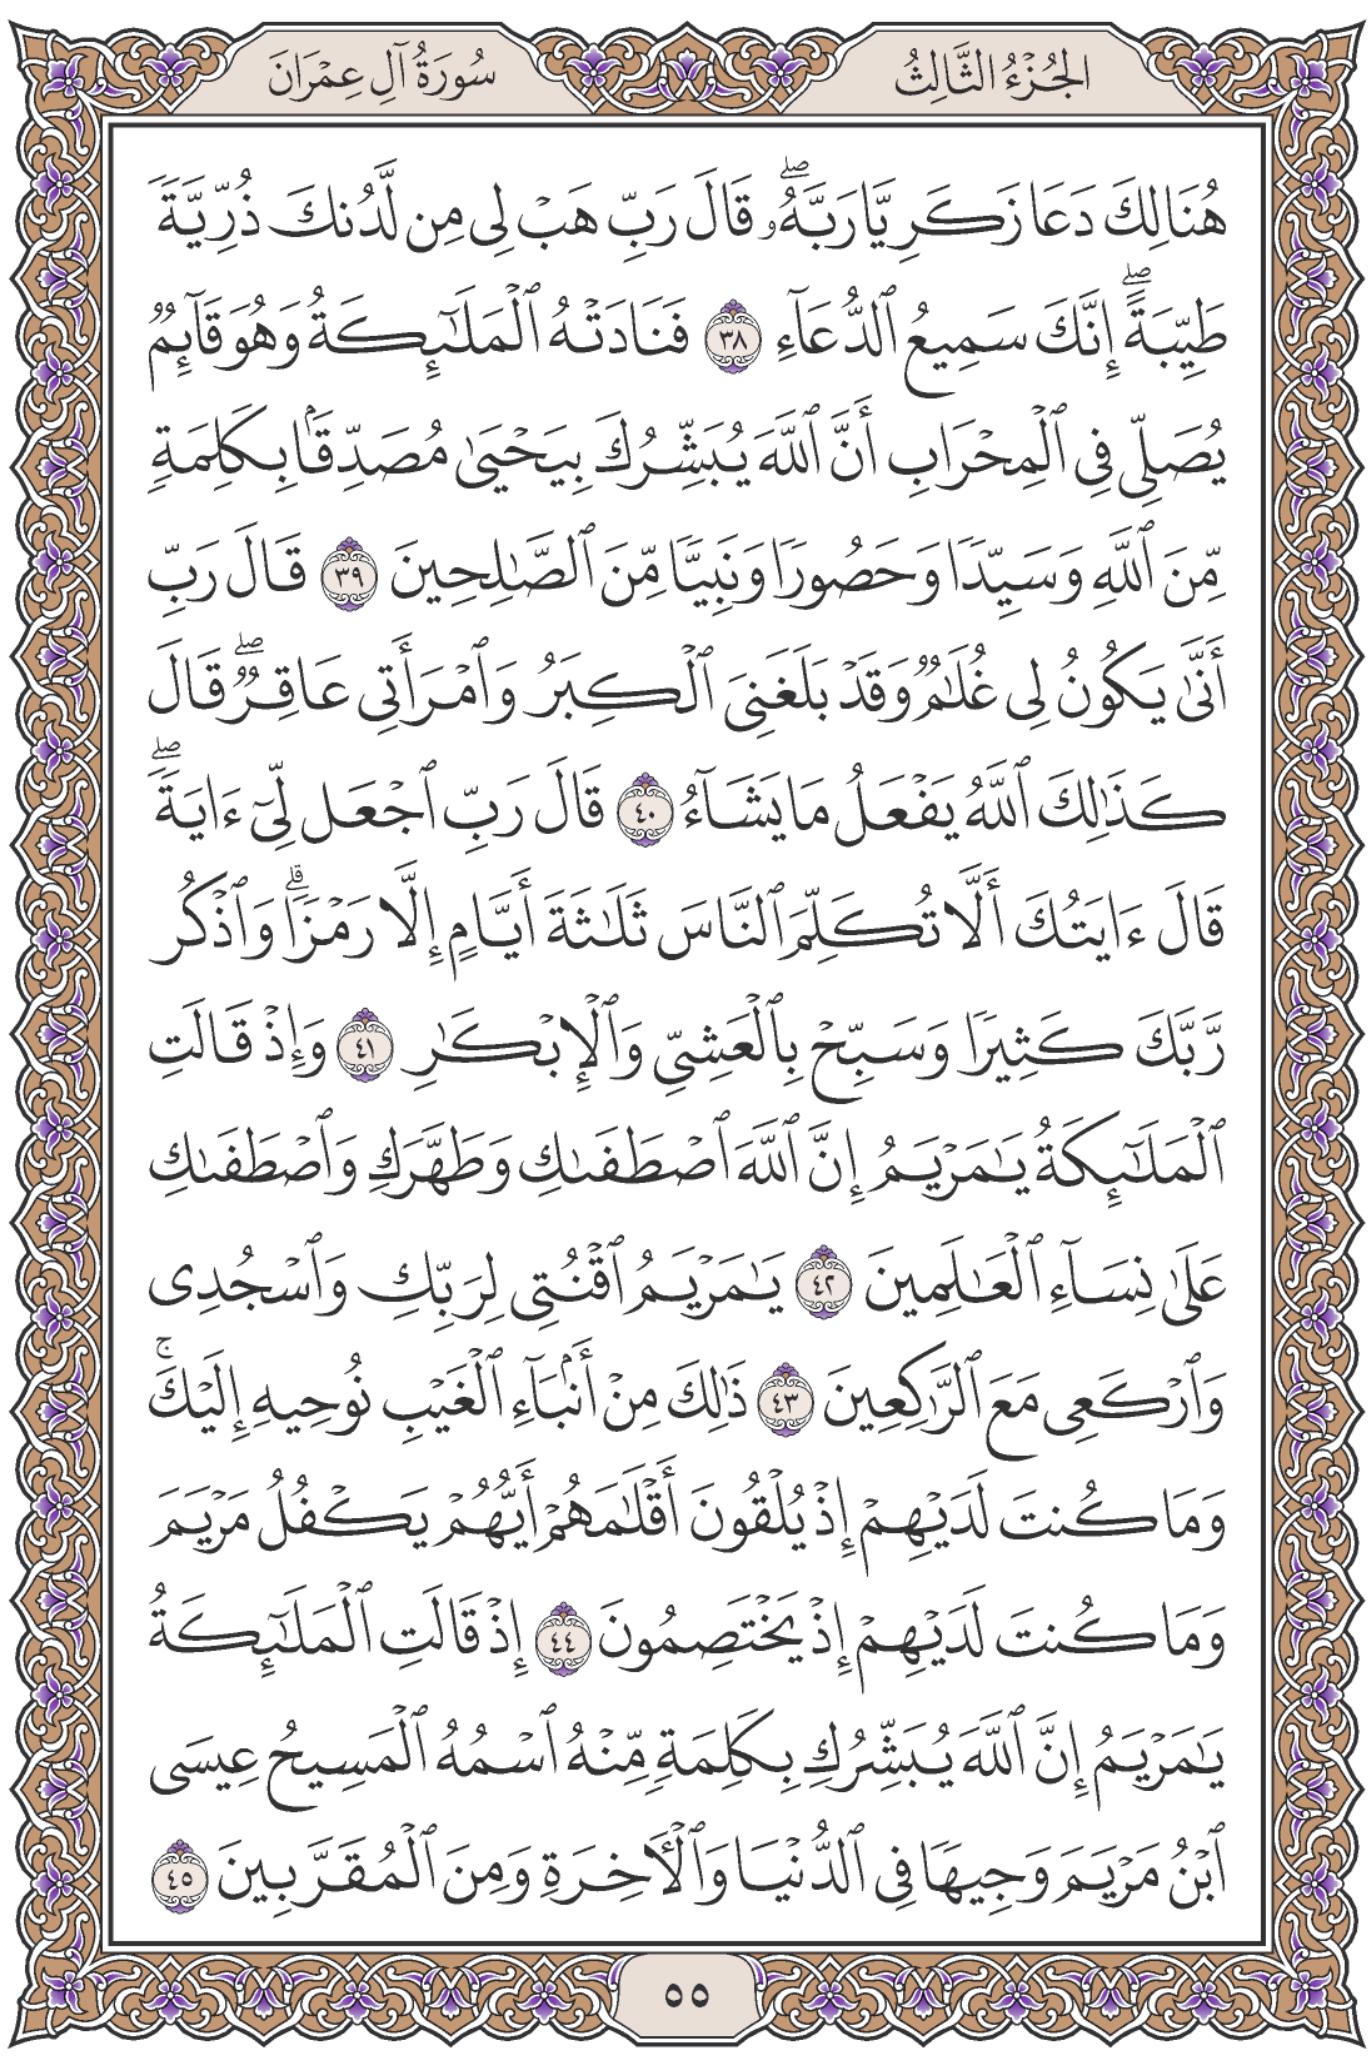 الجُزْءُ الثَّالِثُ
سُورَةُ آلِ عِمْرَانَ
هُنَالِكَ دَعَا زَكَرِيَّا رَبَّهُۥۖ قَالَ رَبِّ هَبْ لِى مِن لَّدُنكَ ذُرِّيَّةً
طَيِّبَةًۖ إِنَّكَ سَمِيعُ ٱلدُّعَآءِ ٣٨ فَنَادَتْهُ ٱلْمَلَٰٓئِكَةُ وَهُوَ قَآئِمٌ
يُصَلِّى فِى ٱلْمِحْرَابِ أَنَّ ٱللَّهَ يُبَشِّرُكَ بِيَحْيَىٰ مُصَدِّقًۢا بِكَلِمَةٍ
مِّنَ ٱللَّهِ وَسَيِّدًا وَحَصُورًا وَنَبِيًّا مِّنَ ٱلصَّٰلِحِينَ ٣٩ قَالَ رَبِّ
أَنَّىٰ يَكُونُ لِى غُلَٰمٌ وَقَدْ بَلَغَنِىَ ٱلْكِبَرُ وَٱمْرَأَتِى عَاقِرٌۖ قَالَ
كَذَٰلِكَ ٱللَّهُ يَفْعَلُ مَا يَشَآءُ ٤٠ قَالَ رَبِّ ٱجْعَل لِّىٓ ءَايَةًۖ
قَالَ ءَايَتُكَ أَلَّا تُكَلِّمَ ٱلنَّاسَ ثَلَٰثَةَ أَيَّامٍ إِلَّا رَمْزًاۗ وَٱذْكُر
رَّبَّكَ كَثِيرًا وَسَبِّحْ بِٱلْعَشِىِّ وَٱلْإِبْكَٰرِ ٤١ وَإِذْ قَالَتِ
ٱلْمَلَٰٓئِكَةُ يَٰمَرْيَمُ إِنَّ ٱللَّهَ ٱصْطَفَىٰكِ وَطَهَّرَكِ وَٱصْطَفَىٰكِ
عَلَىٰ نِسَآءِ ٱلْعَٰلَمِينَ ٤٢ يَٰمَرْيَمُ ٱقْنُتِى لِرَبِّكِ وَٱسْجُدِى
وَٱرْكَعِى مَعَ ٱلرَّٰكِعِينَ ٤٣ ذَٰلِكَ مِنْ أَنۢبَآءِ ٱلْغَيْبِ نُوحِيهِ إِلَيْكَۚ
وَمَا كُنتَ لَدَيْهِمْ إِذْ يُلْقُونَ أَقْلَٰمَهُمْ أَيُّهُمْ يَكْفُلُ مَرْيَمَ
وَمَا كُنتَ لَدَيْهِمْ إِذْ يَخْتَصِمُونَ ٤٤ إِذْ قَالَتِ ٱلْمَلَٰٓئِكَةُ
يَٰمَرْيَمُ إِنَّ ٱللَّهَ يُبَشِّرُكِ بِكَلِمَةٍ مِّنْهُ ٱسْمُهُ ٱلْمَسِيحُ عِيسَى
ٱبْنُ مَرْيَمَ وَجِيهًا فِى ٱلدُّنْيَا وَٱلْأَخِرَةِ وَمِنَ ٱلْمُقَرَّبِينَ ٤٥
٥٥